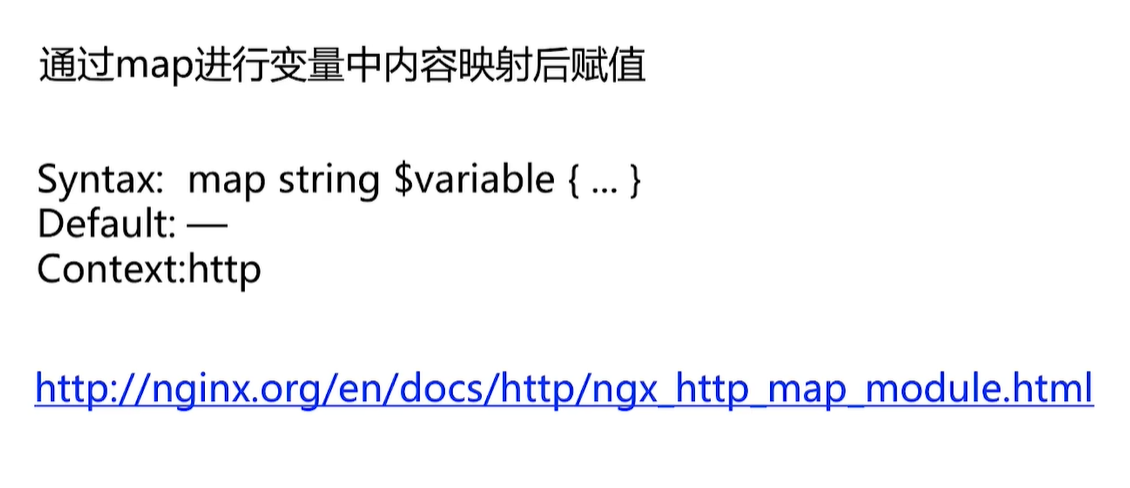 通过map进行变量中内容映射后赋值
Syntax:  map string $variable { ... }
Default: —
Context:http
http://nginx.org/en/docs/http/ngx_http_map_module.html